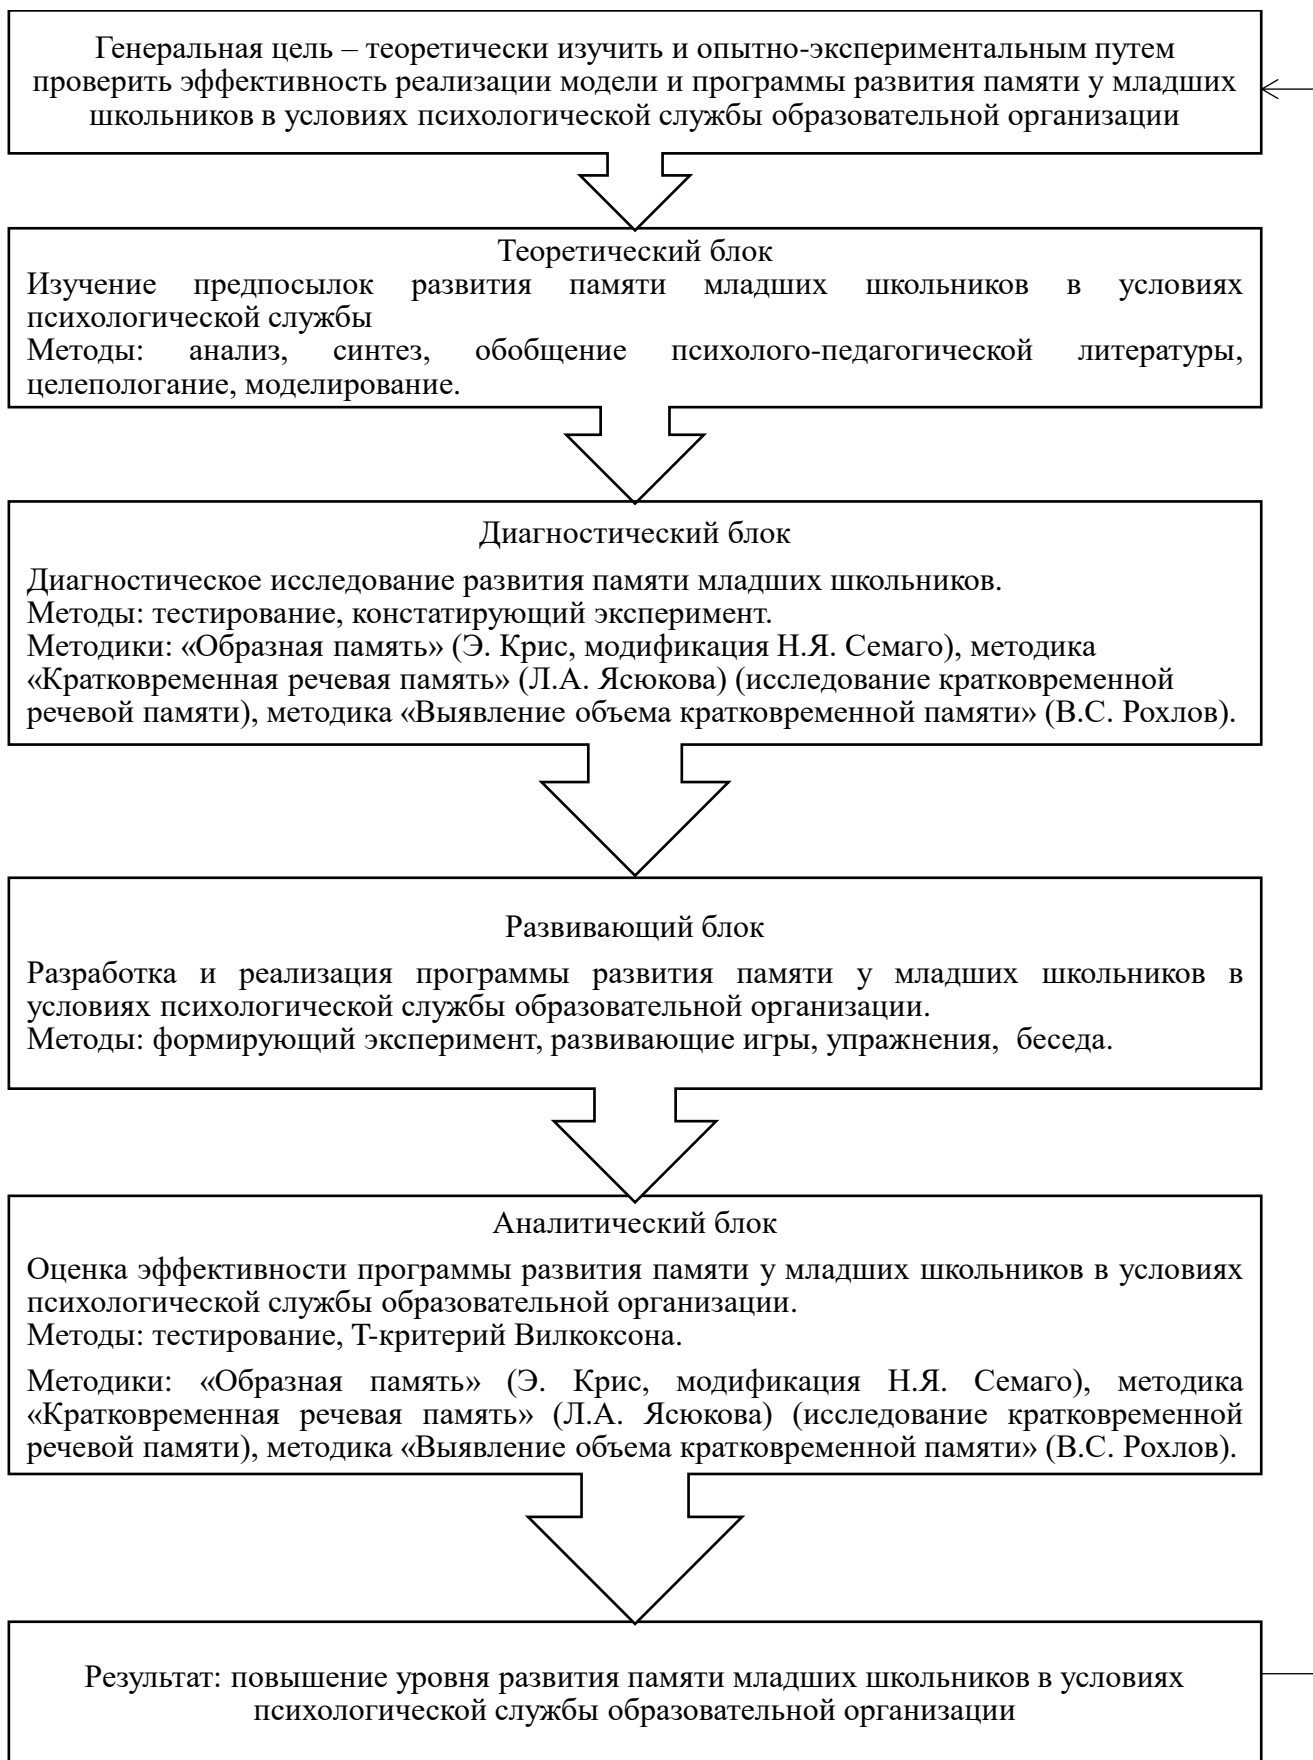 Генеральная цель – теоретически изучить и опытно-экспериментальным путем
проверить эффективность реализации модели и программы развития памяти у младших
школьников в условиях психологической службы образовательной организации
Теоретический блок
Изучение предпосылок развития памяти младших школьников в условиях
психологической службы
Методы: анализ, синтез, обобщение психолого-педагогической литературы,
целепологание, моделирование.
Диагностический блок
Диагностическое исследование развития памяти младших школьников.
Методы: тестирование, констатирующий эксперимент.
Методики: «Образная память» (Э. Крис, модификация Н.Я. Семаго), методика
«Кратковременная речевая память» (Л.А. Ясюкова) (исследование кратковременной
речевой памяти), методика «Выявление объема кратковременной памяти» (В.С. Рохлов).
Развивающий блок
Разработка и реализация программы развития памяти у младших школьников в
условиях психологической службы образовательной организации.
Методы: формирующий эксперимент, развивающие игры, упражнения, беседа.
Аналитический блок
Оценка эффективности программы развития памяти у младших школьников в условиях
психологической службы образовательной организации.
Методы: тестирование, Т-критерий Вилкоксона.
Методики: «Образная память» (Э. Крис, модификация Н.Я. Семаго), методика
«Кратковременная речевая память» (Л.А. Ясюкова) (исследование кратковременной
речевой памяти), методика «Выявление объема кратковременной памяти» (В.С. Рохлов).
Результат: повышение уровня развития памяти младших школьников в условиях
психологической службы образовательной организации